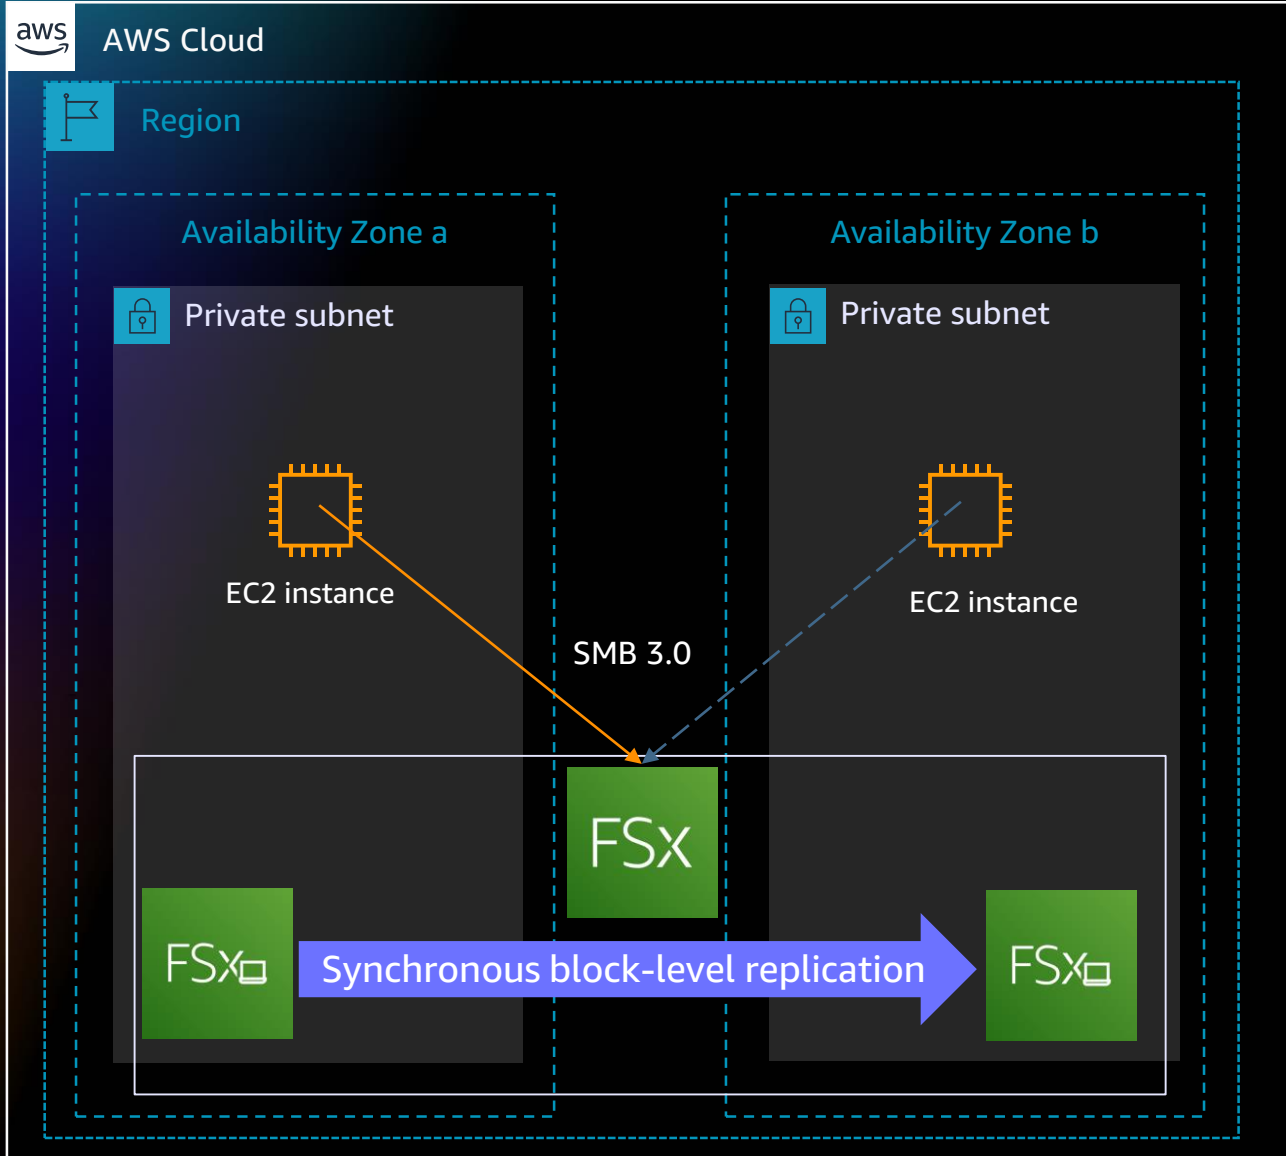 aws
AWS Cloud
Region
Availability Zone a
Availability Zone b
Private subnet
Private subnet
EC2 instance
EC2 instance
SMB 3.0
FSx
FSx
Synchronous block-level replication
FSx